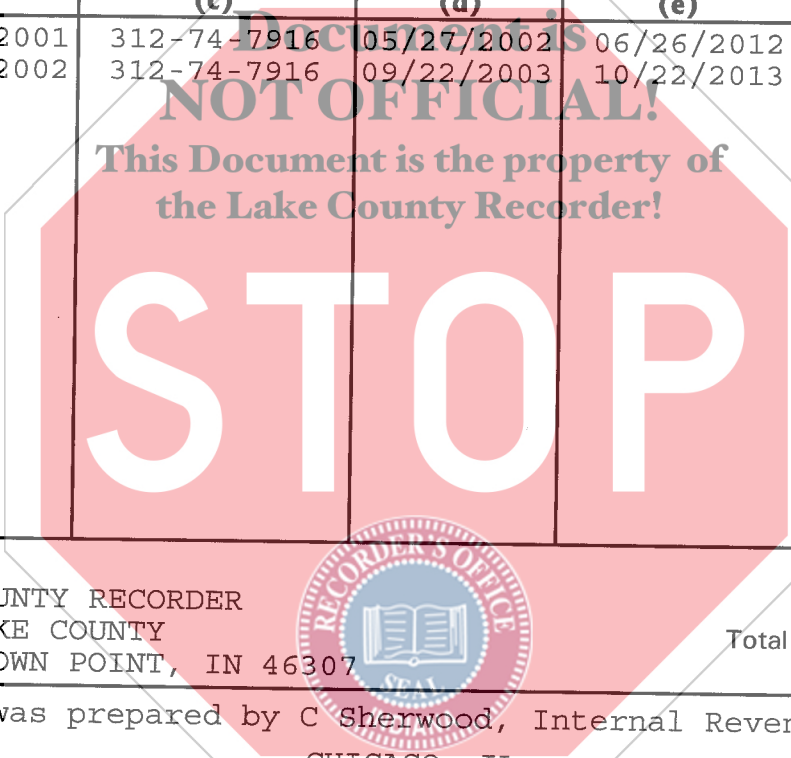 (c) (d) (e)
2001 312-74-7916 05/27/2002 06/26/2012
2002 312-74-7916 09/22/2003 10/22/2013
Document is
NOT OFFICIAL!
This Document is the property of
the Lake County Recorder!
STOP
RECORDER'S OFFICE
SEAL
UNTY RECORDER
KE COUNTY
OWN POINT, IN 46307
Total
was prepared by C Sherwood, Internal Reven